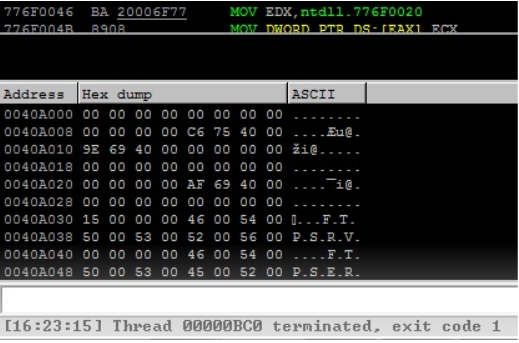 776F0046 BA 20006F77 MOV EDX,ntdll.776F0020
776F004B 8908 MOV DWORD PTR DS:[EAX] ECX
Address Hex dump ASCII
0040A000 00 00 00 00 00 00 00 00 ........
0040A008 00 00 00 00 C6 75 40 00 ....Æu@.
0040A010 9E 69 40 00 00 00 00 00 ži@.....
0040A018 00 00 00 00 00 00 00 00 ........
0040A020 00 00 00 00 AF 69 40 00 ....¯i@.
0040A028 00 00 00 00 00 00 00 00 ........
0040A030 15 00 00 00 46 00 54 00 ...F.T.
0040A038 50 00 53 00 52 00 56 00 P.S.R.V.
0040A040 00 00 00 00 46 00 54 00 ....F.T.
0040A048 50 00 53 00 45 00 52 00 P.S.E.R.
[16:23:15] Thread 00000BC0 terminated, exit code 1